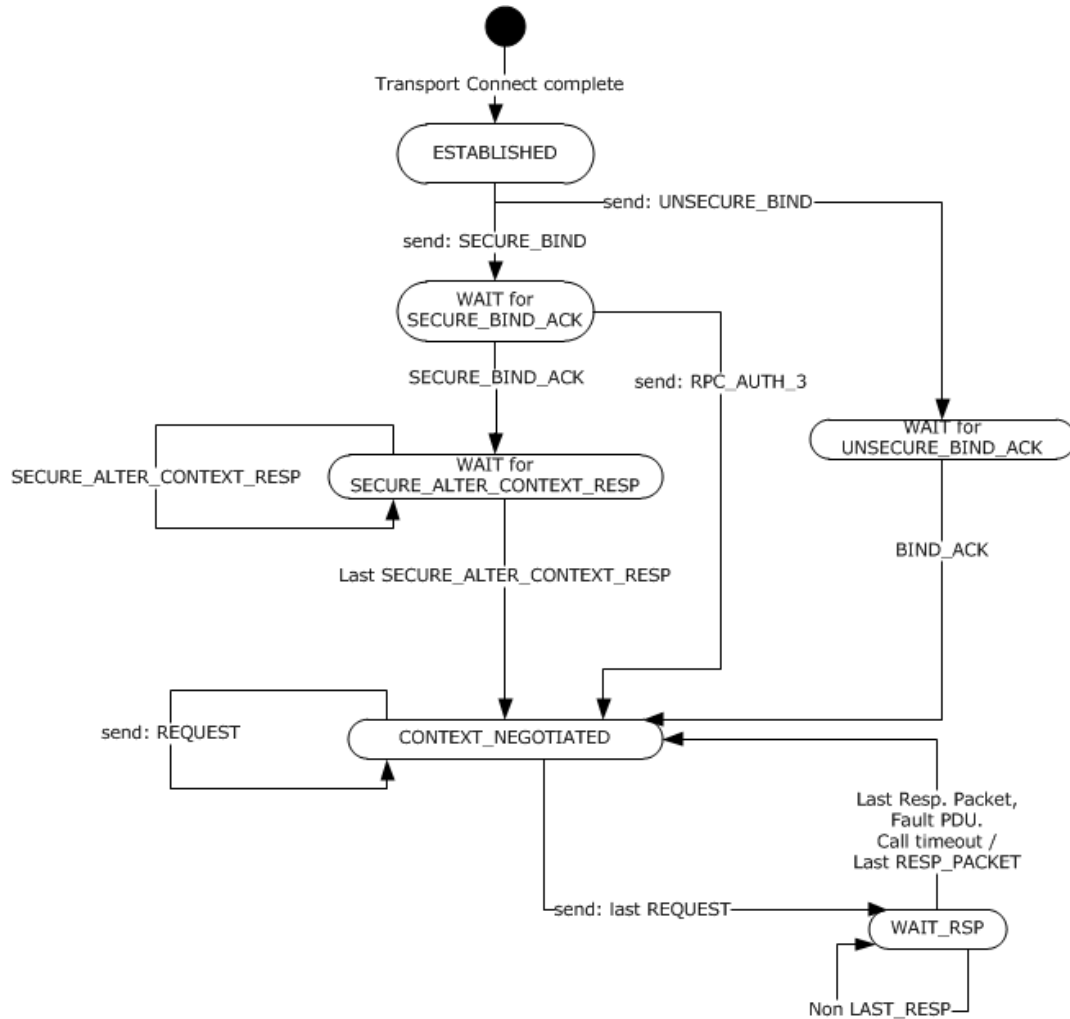 Transport Connect complete
ESTABLISHED
send: UNSECURE_BIND
send: SECURE_BIND
WAIT for
SECURE_BIND_ACK
SECURE_BIND_ACK
send: RPC_AUTH_3
WAIT for
UNSECURE_BIND_ACK
WAIT for
SECURE_ALTER_CONTEXT_RESP
SECURE_ALTER_CONTEXT_RESP
BIND_ACK
Last SECURE_ALTER_CONTEXT_RESP
send: REQUEST
CONTEXT_NEGOTIATED
Last Resp. Packet,
Fault PDU.
Call timeout /
Last RESP_PACKET
send: last REQUEST
WAIT_RSP
Non LAST_RESP